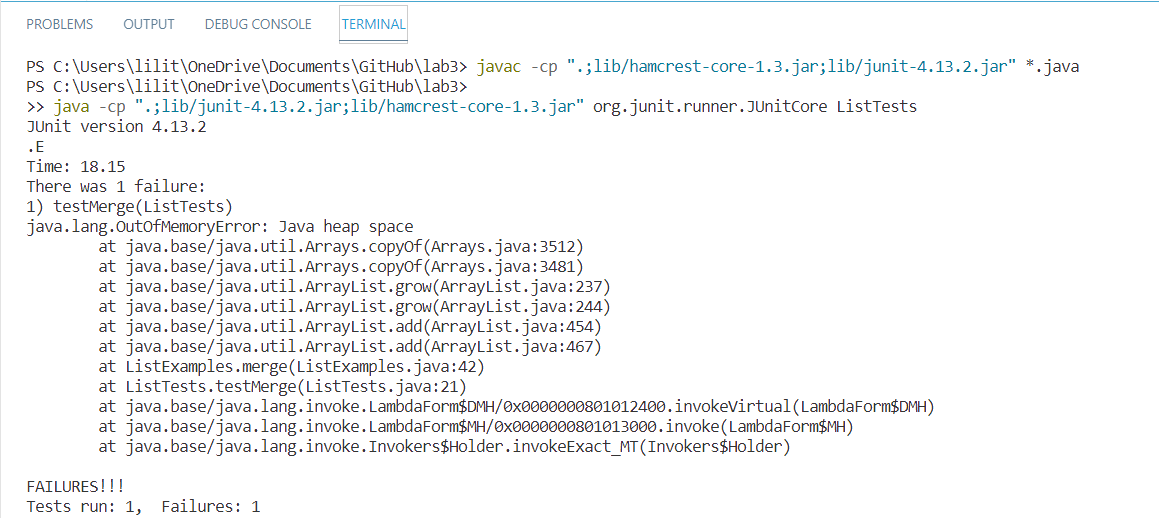 PROBLEMS OUTPUT DEBUG CONSOLE TERMINAL
PS C:\Users\lilit\OneDrive\Documents\GitHub\lab3> javac -cp ".;lib/hamcrest-core-1.3.jar;lib/junit-4.13.2.jar" *.java
PS C:\Users\lilit\OneDrive\Documents\GitHub\lab3>
>> java -cp ".;lib/junit-4.13.2.jar;lib/hamcrest-core-1.3.jar" org.junit.runner.JUnitCore ListTests
JUnit version 4.13.2
.E
Time: 18.15
There was 1 failure:
1) testMerge(ListTests)
java.lang.OutOfMemoryError: Java heap space
at java.base/java.util.Arrays.copyOf(Arrays.java:3512)
at java.base/java.util.Arrays.copyOf(Arrays.java:3481)
at java.base/java.util.ArrayList.grow(ArrayList.java:237)
at java.base/java.util.ArrayList.grow(ArrayList.java:244)
at java.base/java.util.ArrayList.add(ArrayList.java:454)
at java.base/java.util.ArrayList.add(ArrayList.java:467)
at ListExamples.merge(ListExamples.java:42)
at ListTests.testMerge(ListTests.java:21)
at java.base/java.lang.invoke.LambdaForm$DMH/0x0000000801012400.invokeVirtual(LambdaForm$DMH)
at java.base/java.lang.invoke.LambdaForm$MH/0x0000000801013000.invoke(LambdaForm$MH)
at java.base/java.lang.invoke.Invokers$Holder.invokeExact_MT(Invokers$Holder)
FAILURES!!!
Tests run: 1,  Failures: 1